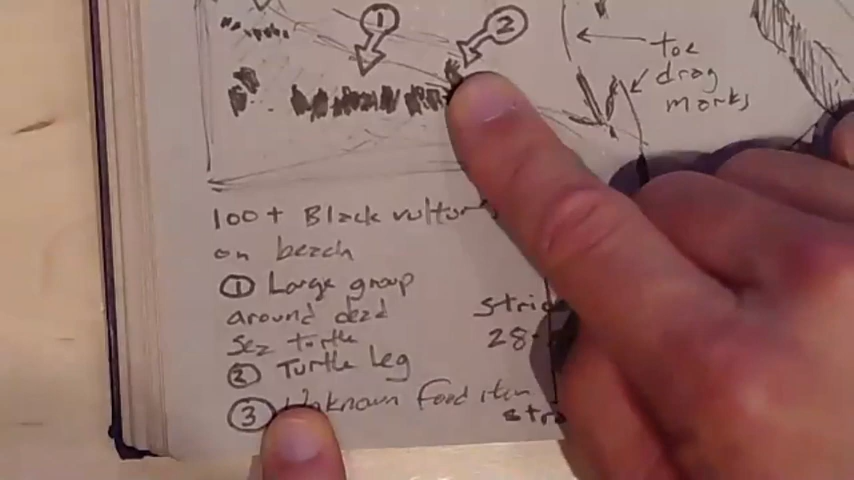 1
2
toe
drag
marks
100+ Black
on beach
1 Large group
around dead
sea turtle
2 Turtle Leg
3 Unknown Food item
28-